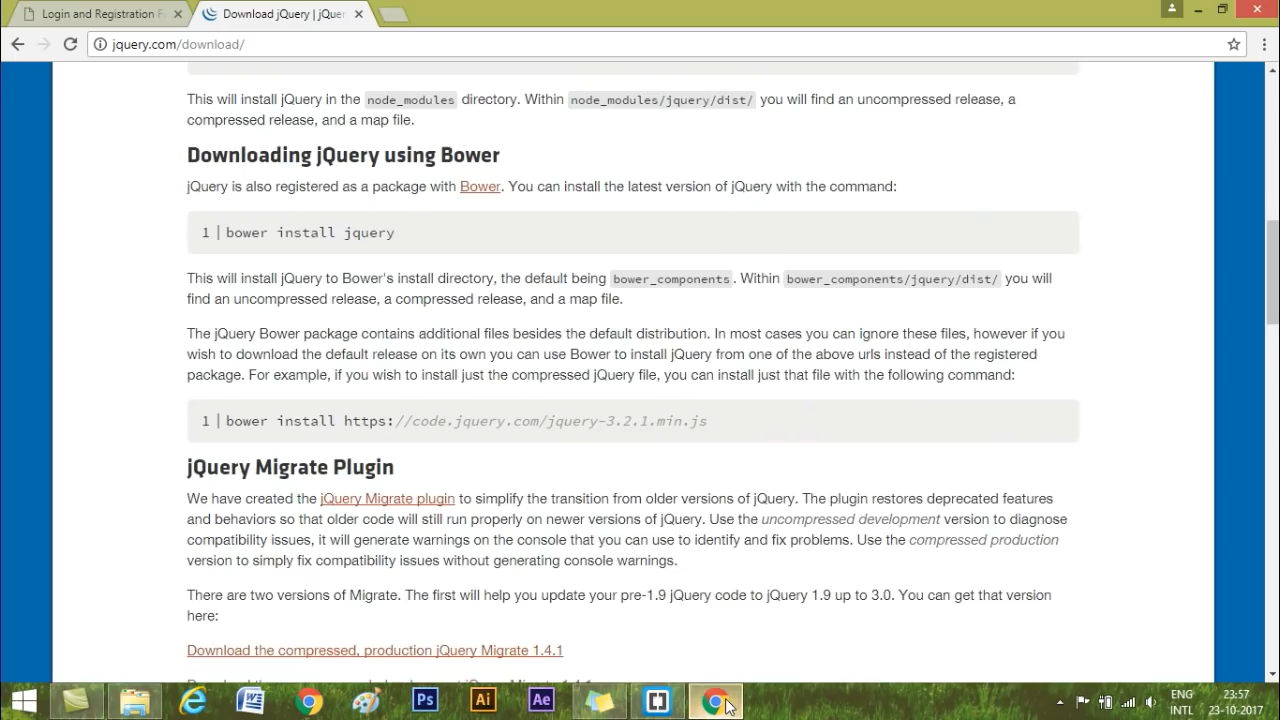 Login and Registration F
Download jQuery | jQuer
jquery.com/download/
This will install jQuery in the node_modules directory. Within node_modules/jquery/dist/ you will find an uncompressed release, a
compressed release, and a map file.
Downloading jQuery using Bower
jQuery is also registered as a package with Bower. You can install the latest version of jQuery with the command:
1 | bower install jquery
This will install jQuery to Bower's install directory, the default being bower_components. Within bower_components/jquery/dist/ you will
find an uncompressed release, a compressed release, and a map file.
The jQuery Bower package contains additional files besides the default distribution. In most cases you can ignore these files, however if you
wish to download the default release on its own you can use Bower to install jQuery from one of the above urls instead of the registered
package. For example, if you wish to install just the compressed jQuery file, you can install just that file with the following command:
1 | bower install https://code.jquery.com/jquery-3.2.1.min.js
jQuery Migrate Plugin
We have created the jQuery Migrate plugin to simplify the transition from older versions of jQuery. The plugin restores deprecated features
and behaviors so that older code will still run properly on newer versions of jQuery. Use the uncompressed development version to diagnose
compatibility issues, it will generate warnings on the console that you can use to identify and fix problems. Use the compressed production
version to simply fix compatibility issues without generating console warnings.
There are two versions of Migrate. The first will help you update your pre-1.9 jQuery code to jQuery 1.9 up to 3.0. You can get that version
here:
Download the compressed, production jQuery Migrate 1.4.1
Ps
Ai
Ae
ENG
INTL
23:57
23-10-2017